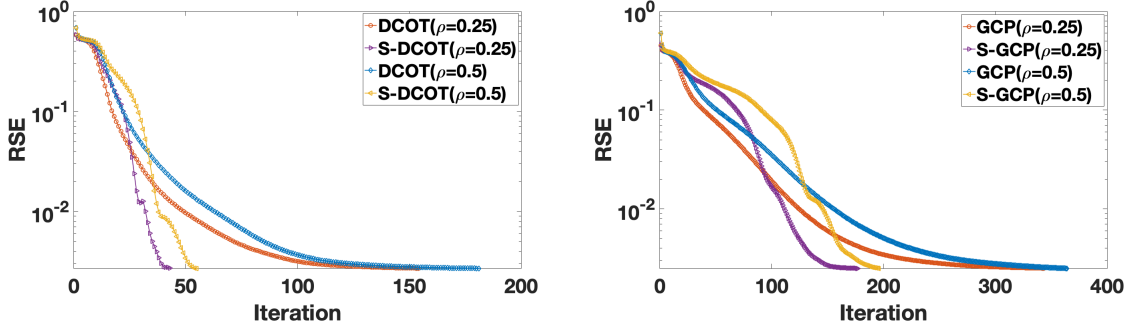 RSE
10^0
10^-1
10^-2
0
50
100
150
200
Iteration
DCOT(ρ=0.25)
S-DCOT(ρ=0.25)
DCOT(ρ=0.5)
S-DCOT(ρ=0.5)
RSE
10^0
10^-1
10^-2
0
100
200
300
400
Iteration
GCP(ρ=0.25)
S-GCP(ρ=0.25)
GCP(ρ=0.5)
S-GCP(ρ=0.5)